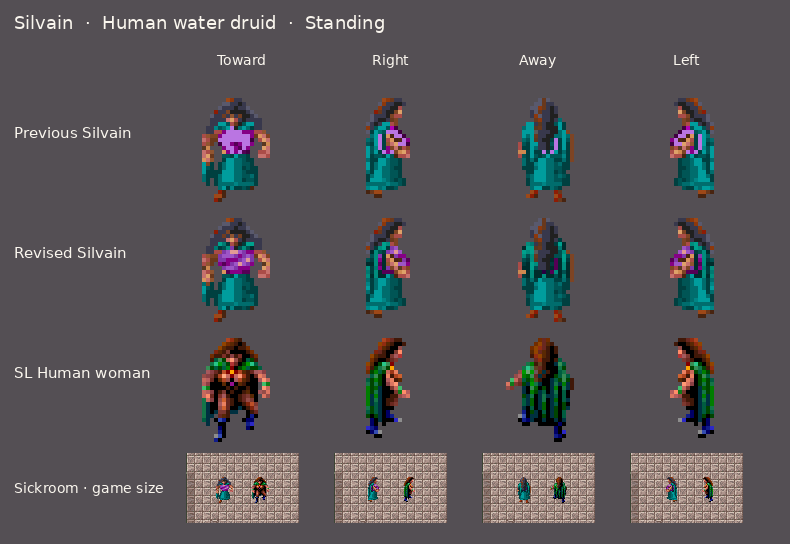 Silvain · Human water druid · Standing
Toward Right Away Left
Previous Silvain
Revised Silvain
SL Human woman
Sickroom · game size